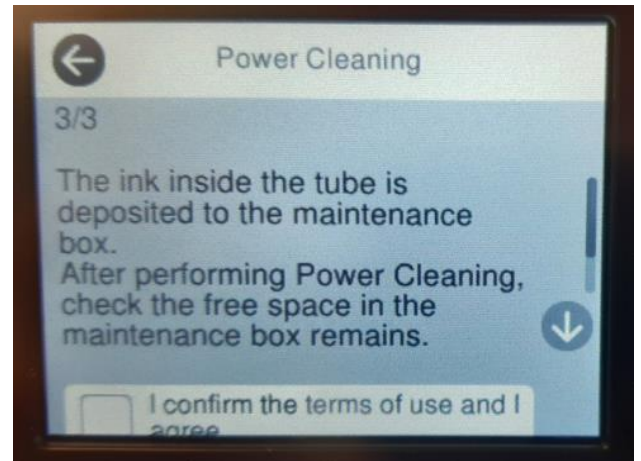 Power Cleaning
3/3
The ink inside the tube is
deposited to the maintenance
box.
After performing Power Cleaning,
check the free space in the
maintenance box remains.
I confirm the terms of use and I
agree